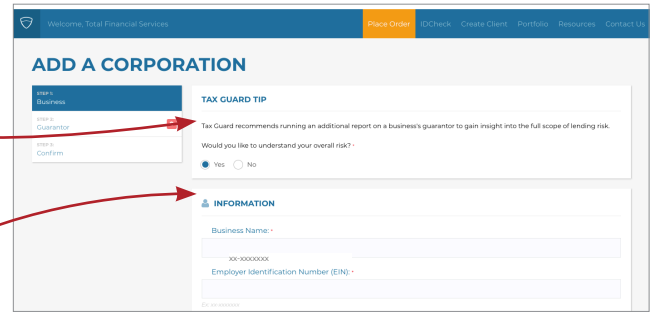 Welcome, Total Financial Services
Place Order
IDCheck
Create Client
Portfolio
Resources
Contact Us
ADD A CORPORATION
STEP 1:
Business
STEP 2:
Guarantor
STEP 3:
Confirm
TAX GUARD TIP
Tax Guard recommends running an additional report on a business's guarantor to gain insight into the full scope of lending risk.
Would you like to understand your overall risk? *
Yes
No
INFORMATION
Business Name: *
xx-xxxxxxx
Employer Identification Number (EIN): *
Ex: xx-xxxxxxx